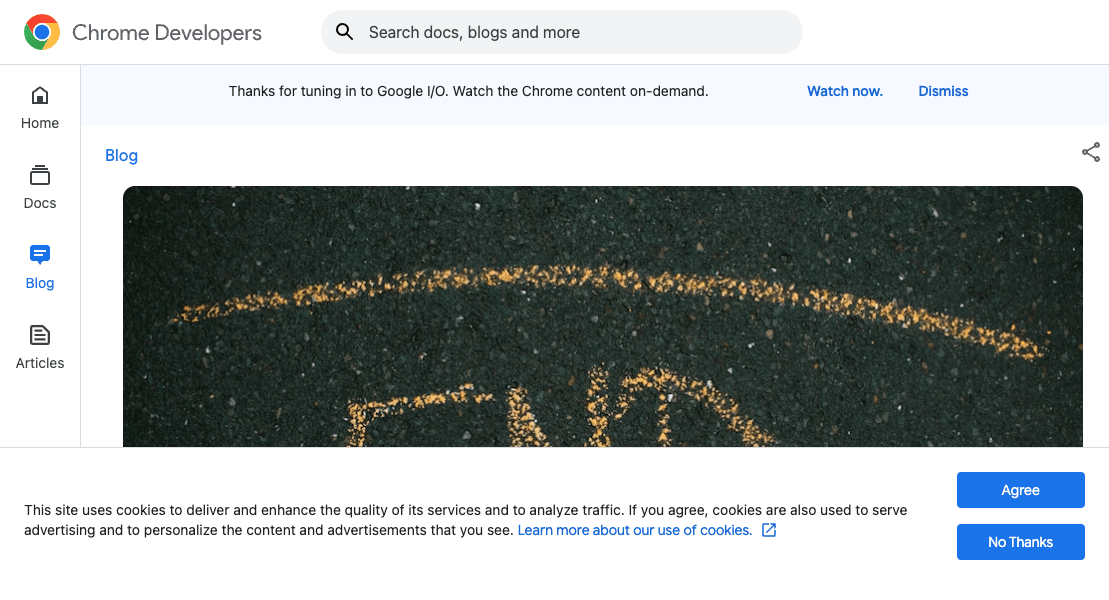 Chrome Developers
Search docs, blogs and more
Thanks for tuning in to Google I/O. Watch the Chrome content on-demand.
Watch now.
Dismiss
Home
Docs
Blog
Articles
Blog
This site uses cookies to deliver and enhance the quality of its services and to analyze traffic. If you agree, cookies are also used to serve
advertising and to personalize the content and advertisements that you see. Learn more about our use of cookies.
Agree
No Thanks